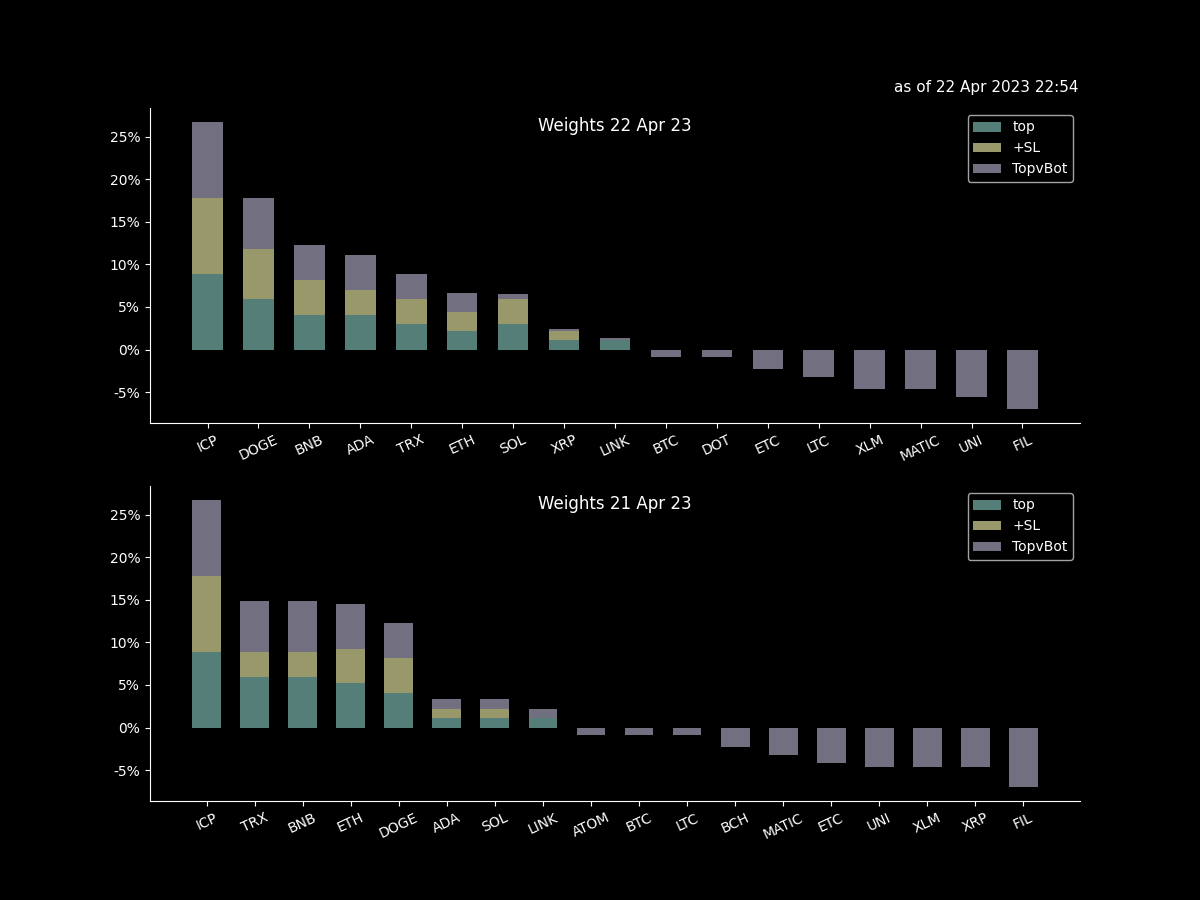 as of 22 Apr 2023 22:54
Weights 22 Apr 23
top
+SL
TopvBot
25%
20%
15%
10%
5%
0%
-5%
ICP DOGE BNB ADA TRX ETH SOL XRP LINK BTC DOT ETC LTC XLM MATIC UNI FIL
Weights 21 Apr 23
top
+SL
TopvBot
25%
20%
15%
10%
5%
0%
-5%
ICP TRX BNB ETH DOGE ADA SOL LINK ATOM BTC LTC BCH MATIC ETC UNI XLM XRP FIL